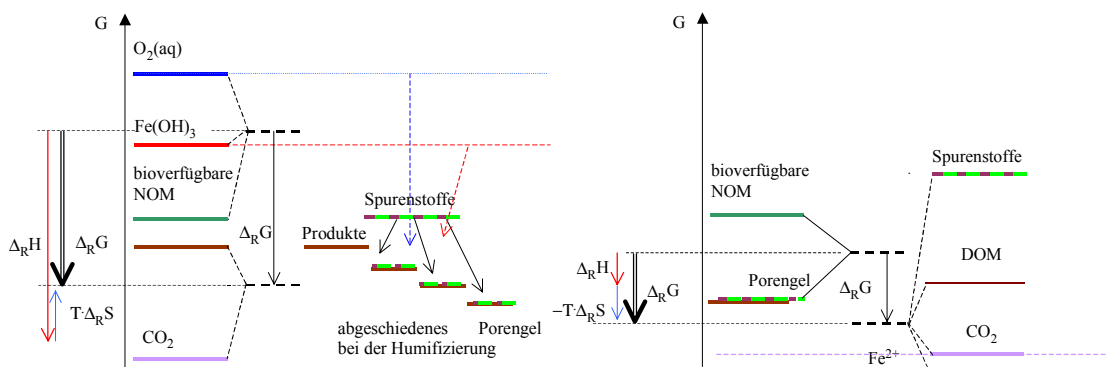 G
O₂(aq)
Fe(OH)₃
bioverfügbare
NOM
Spurenstoffe
Produkte
ΔRH
ΔRG
ΔRG
T·ΔRS
CO₂
abgeschiedenes
bei der Humifizierung
Porengel
G
Spurenstoffe
bioverfügbare
NOM
DOM
ΔRH
Porengel
ΔRG
ΔRG
−T·ΔRS
CO₂
Fe²⁺